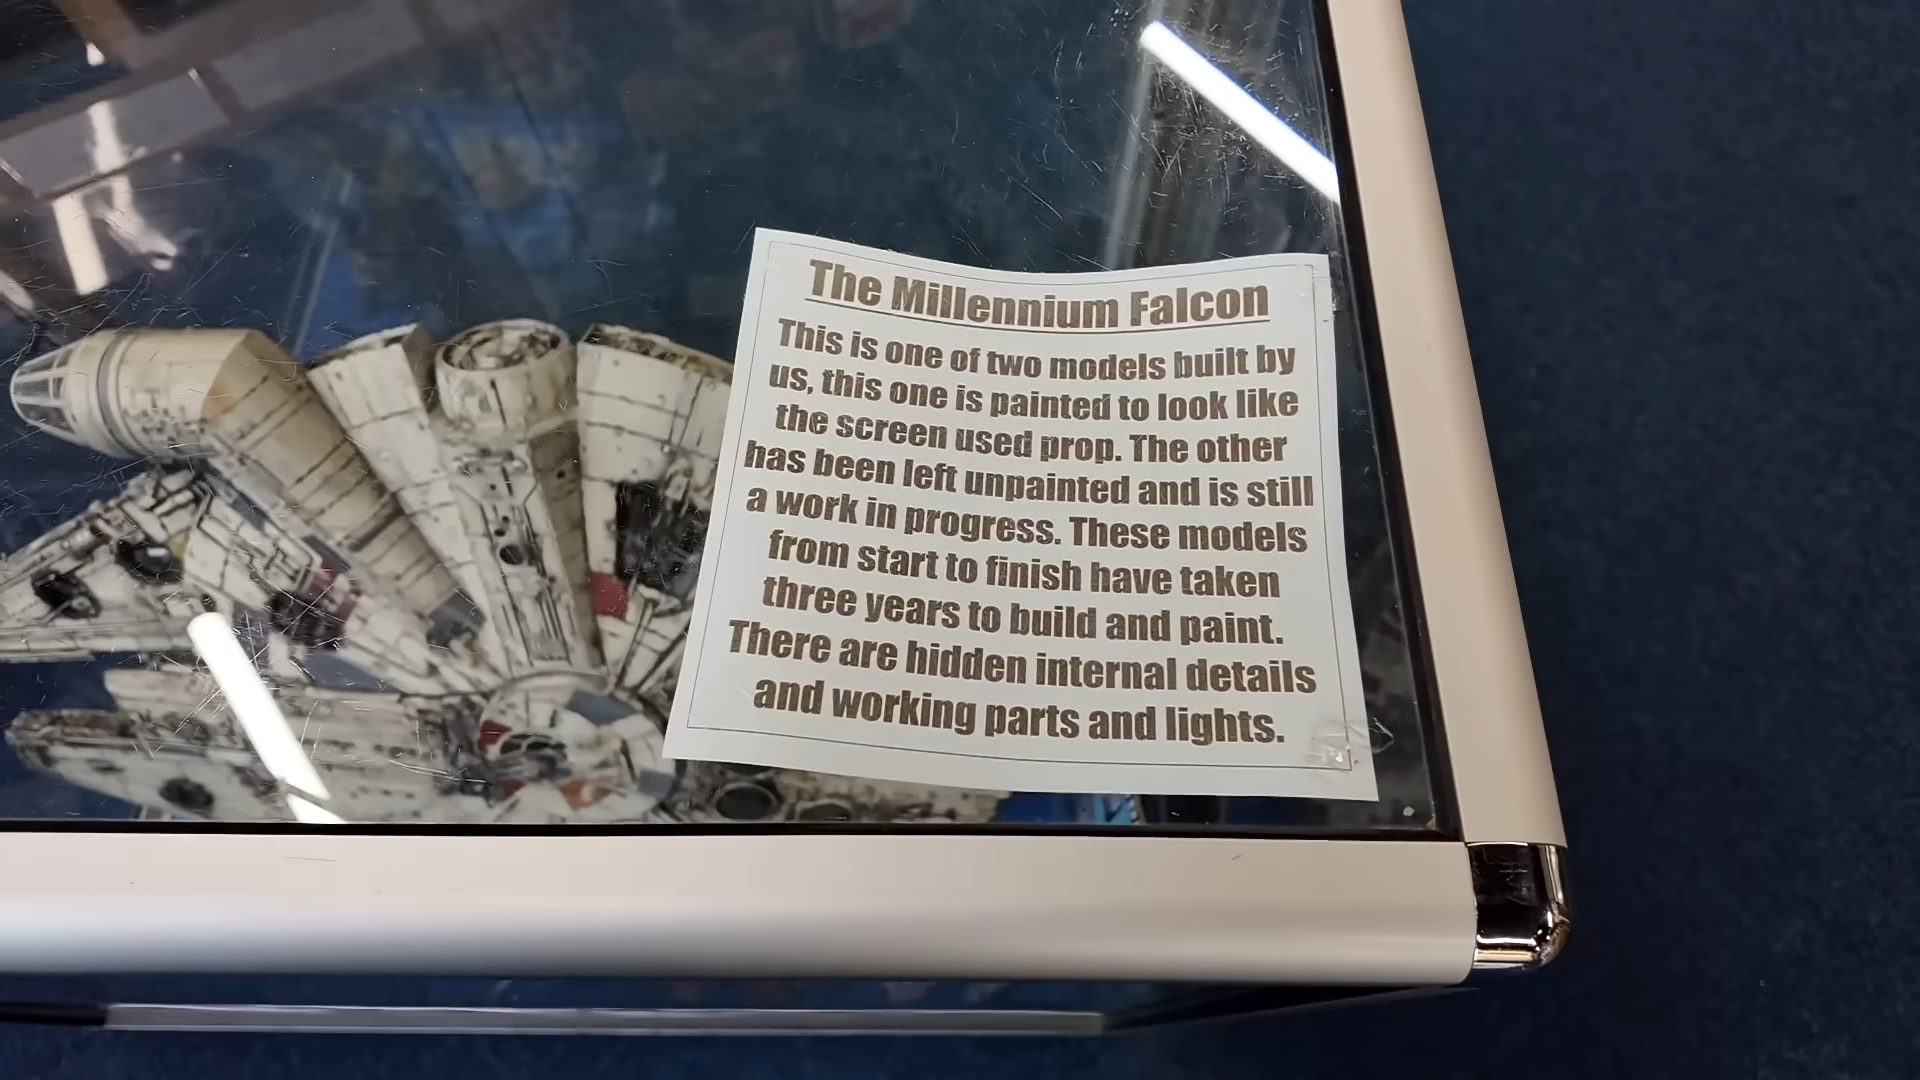 The Millennium Falcon
This is one of two models built by
us, this one is painted to look like
the screen used prop. The other
has been left unpainted and is still
a work in progress. These models
from start to finish have taken
three years to build and paint.
There are hidden internal details
and working parts and lights.